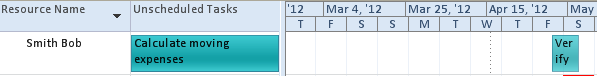 Resource Name Unscheduled Tasks '12 Mar 4, '12 Mar 25, '12 Apr 15, '12 May
T F S S M T W T F S
Smith Bob Calculate moving Ver
expenses ify